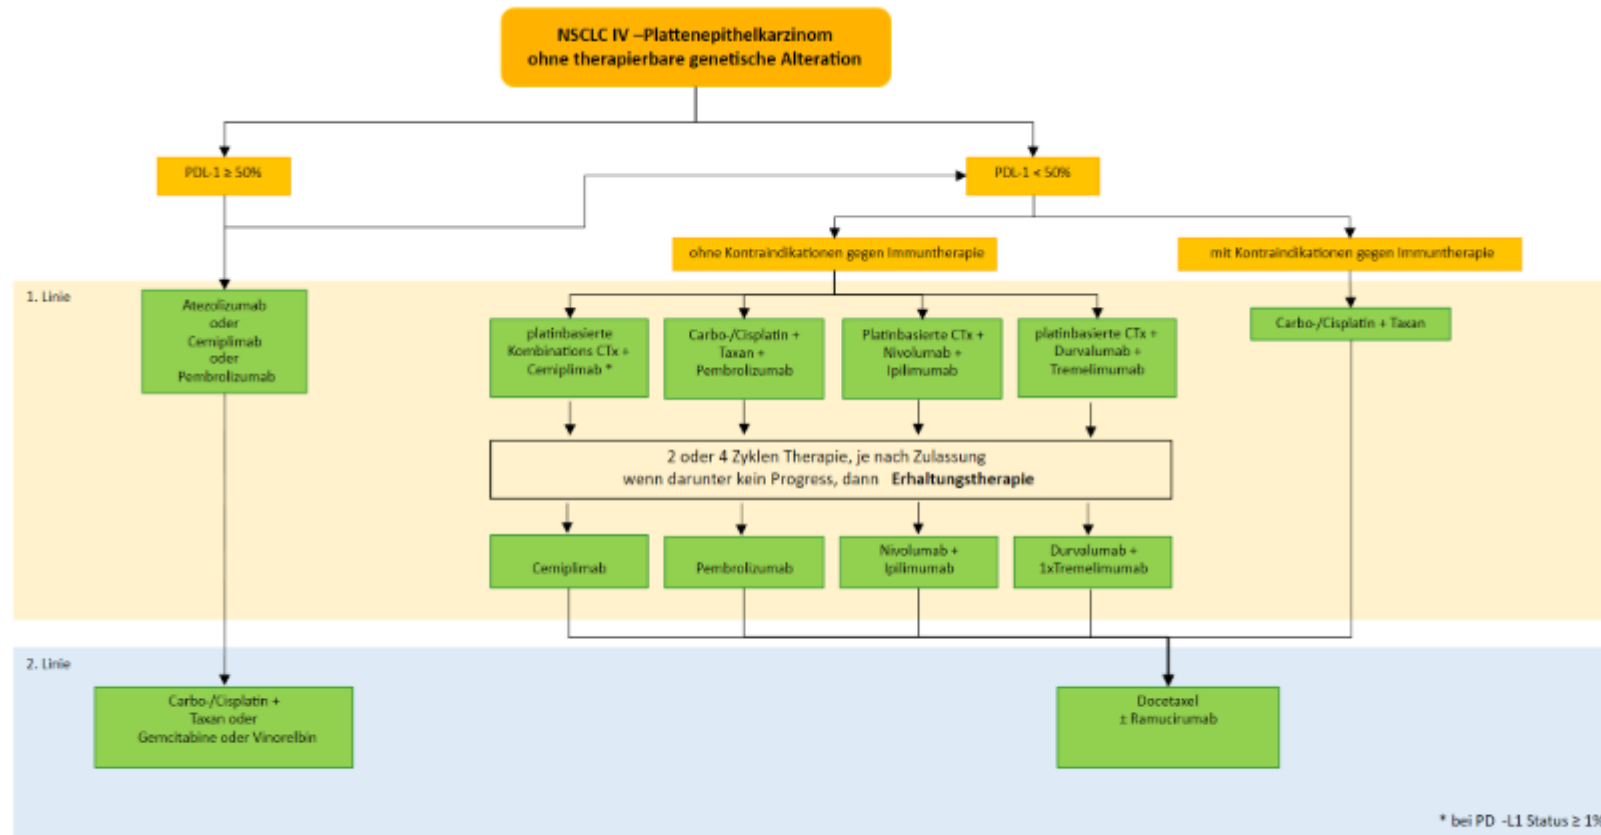 NSCLC IV –Plattenepithelkarzinom
ohne therapierbare genetische Alteration
PDL-1 ≥ 50%
PDL-1 < 50%
ohne Kontraindikationen gegen Immuntherapie
mit Kontraindikationen gegen Immuntherapie
1. Linie
Atezolizumab
oder
Cemiplimab
oder
Pembrolizumab
platinbasierte
Kombinations CTx +
Cemiplimab *
Carbo-/Cisplatin +
Taxan +
Pembrolizumab
Platinbasierte CTx +
Nivolumab +
Ipilimumab
platinbasierte CTx +
Durvalumab +
Tremelimumab
Carbo-/Cisplatin + Taxan
2 oder 4 Zyklen Therapie, je nach Zulassung
wenn darunter kein Progress, dann Erhaltungstherapie
Cemiplimab
Pembrolizumab
Nivolumab +
Ipilimumab
Durvalumab +
1xTremelimumab
2. Linie
Carbo-/Cisplatin +
Taxan oder
Gemcitabine oder Vinorelbin
Docetaxel
± Ramucirumab
* bei PD -L1 Status ≥ 1%